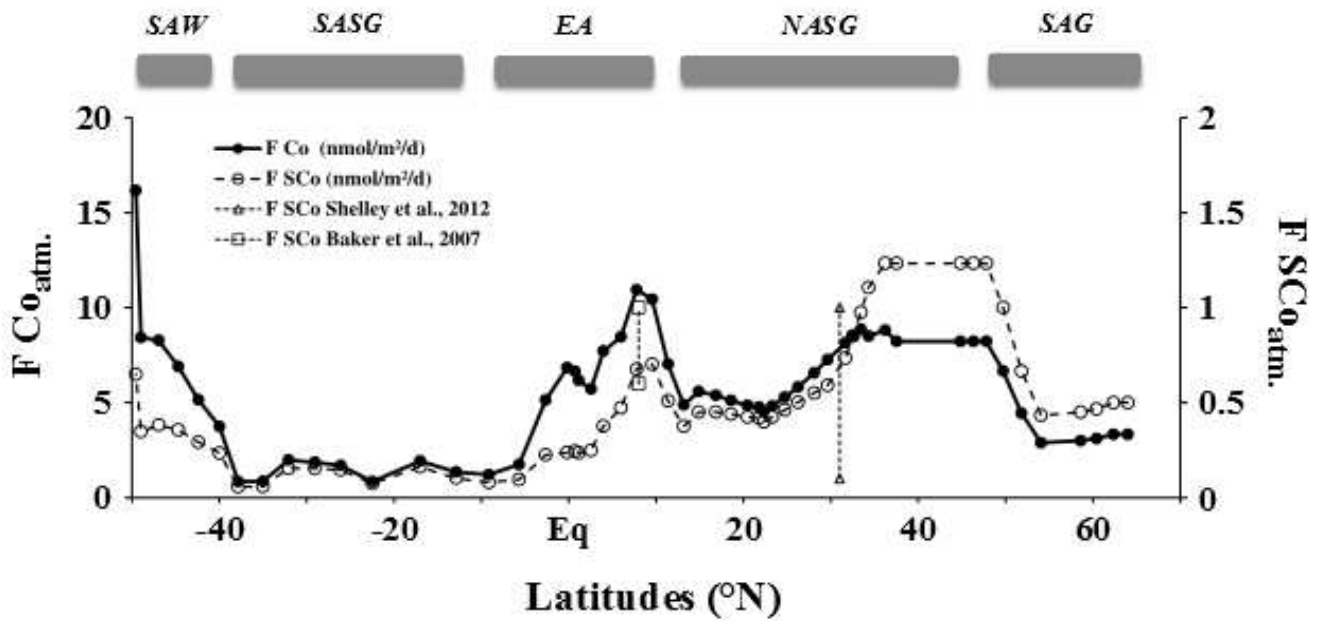 SAW SASG EA NASG SAG
20 2
F Co (nmol/m²/d)
F SCo (nmol/m²/d)
F SCo Shelley et al., 2012
F SCo Baker et al., 2007
15 1.5
10 1
5 0.5
0 0
F Coatm.
F SCoatm.
-40 -20 Eq 20 40 60
Latitudes (°N)